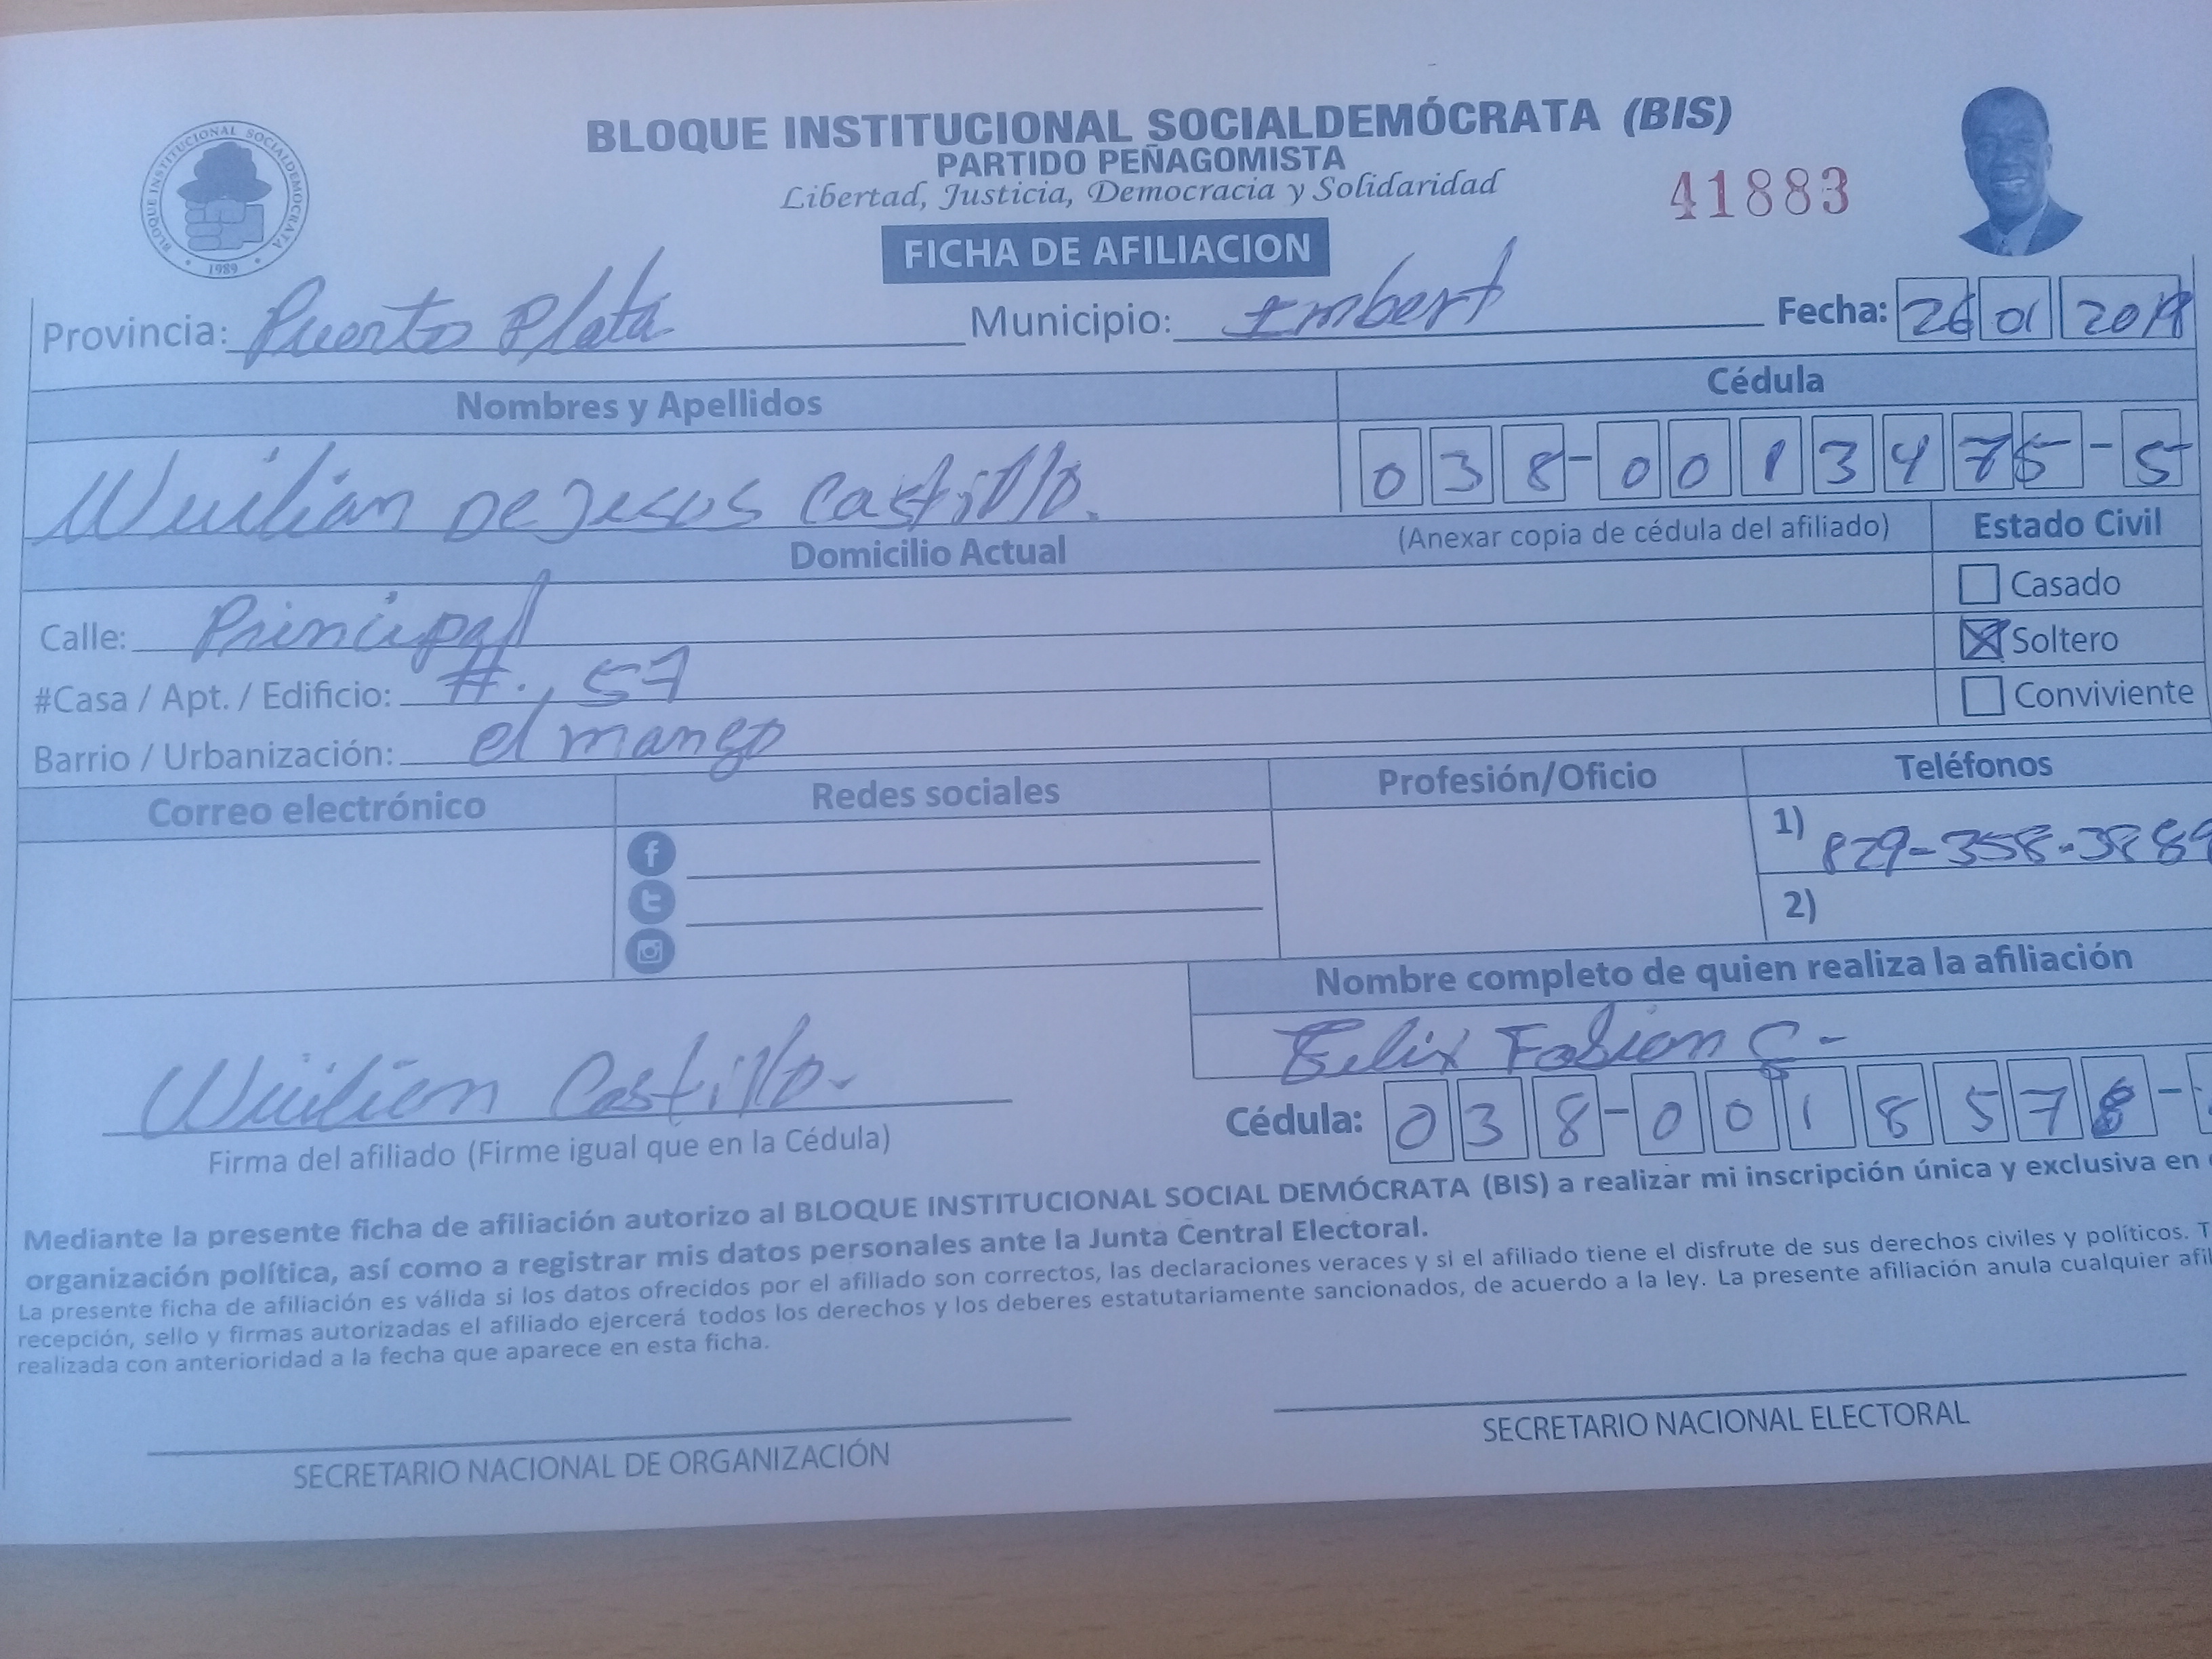 BLOQUE INSTITUCIONAL SOCIALDEMOCRATA
1989
BLOQUE INSTITUCIONAL SOCIALDEMÓCRATA (BIS)
PARTIDO PEÑAGOMISTA
Libertad, Justicia, Democracia y Solidaridad
41883
FICHA DE AFILIACION
Provincia: Puerto Plata Municipio: Imbert Fecha: 26 01 2019
Nombres y Apellidos Cédula
Wuilian De Jesus Castillo. 038-0013475-5
Domicilio Actual (Anexar copia de cédula del afiliado) Estado Civil
Casado
Calle: Principal
Soltero
#Casa / Apt. / Edificio: #. 57
Conviviente
Barrio / Urbanización: el mango
Correo electrónico Redes sociales Profesión/Oficio Teléfonos
1) 829-358-3889
2)
Nombre completo de quien realiza la afiliación
Felix Fabian C-
Wuilien Castillo.
Cédula: 038-0018578-
Firma del afiliado (Firme igual que en la Cédula)
Mediante la presente ficha de afiliación autorizo al BLOQUE INSTITUCIONAL SOCIAL DEMÓCRATA (BIS) a realizar mi inscripción única y exclusiva en
organización política, así como a registrar mis datos personales ante la Junta Central Electoral.
La presente ficha de afiliación es válida si los datos ofrecidos por el afiliado son correctos, las declaraciones veraces y si el afiliado tiene el disfrute de sus derechos civiles y políticos. T
recepción, sello y firmas autorizadas el afiliado ejercerá todos los derechos y los deberes estatutariamente sancionados, de acuerdo a la ley. La presente afiliación anula cualquier afil
realizada con anterioridad a la fecha que aparece en esta ficha.
SECRETARIO NACIONAL DE ORGANIZACIÓN SECRETARIO NACIONAL ELECTORAL